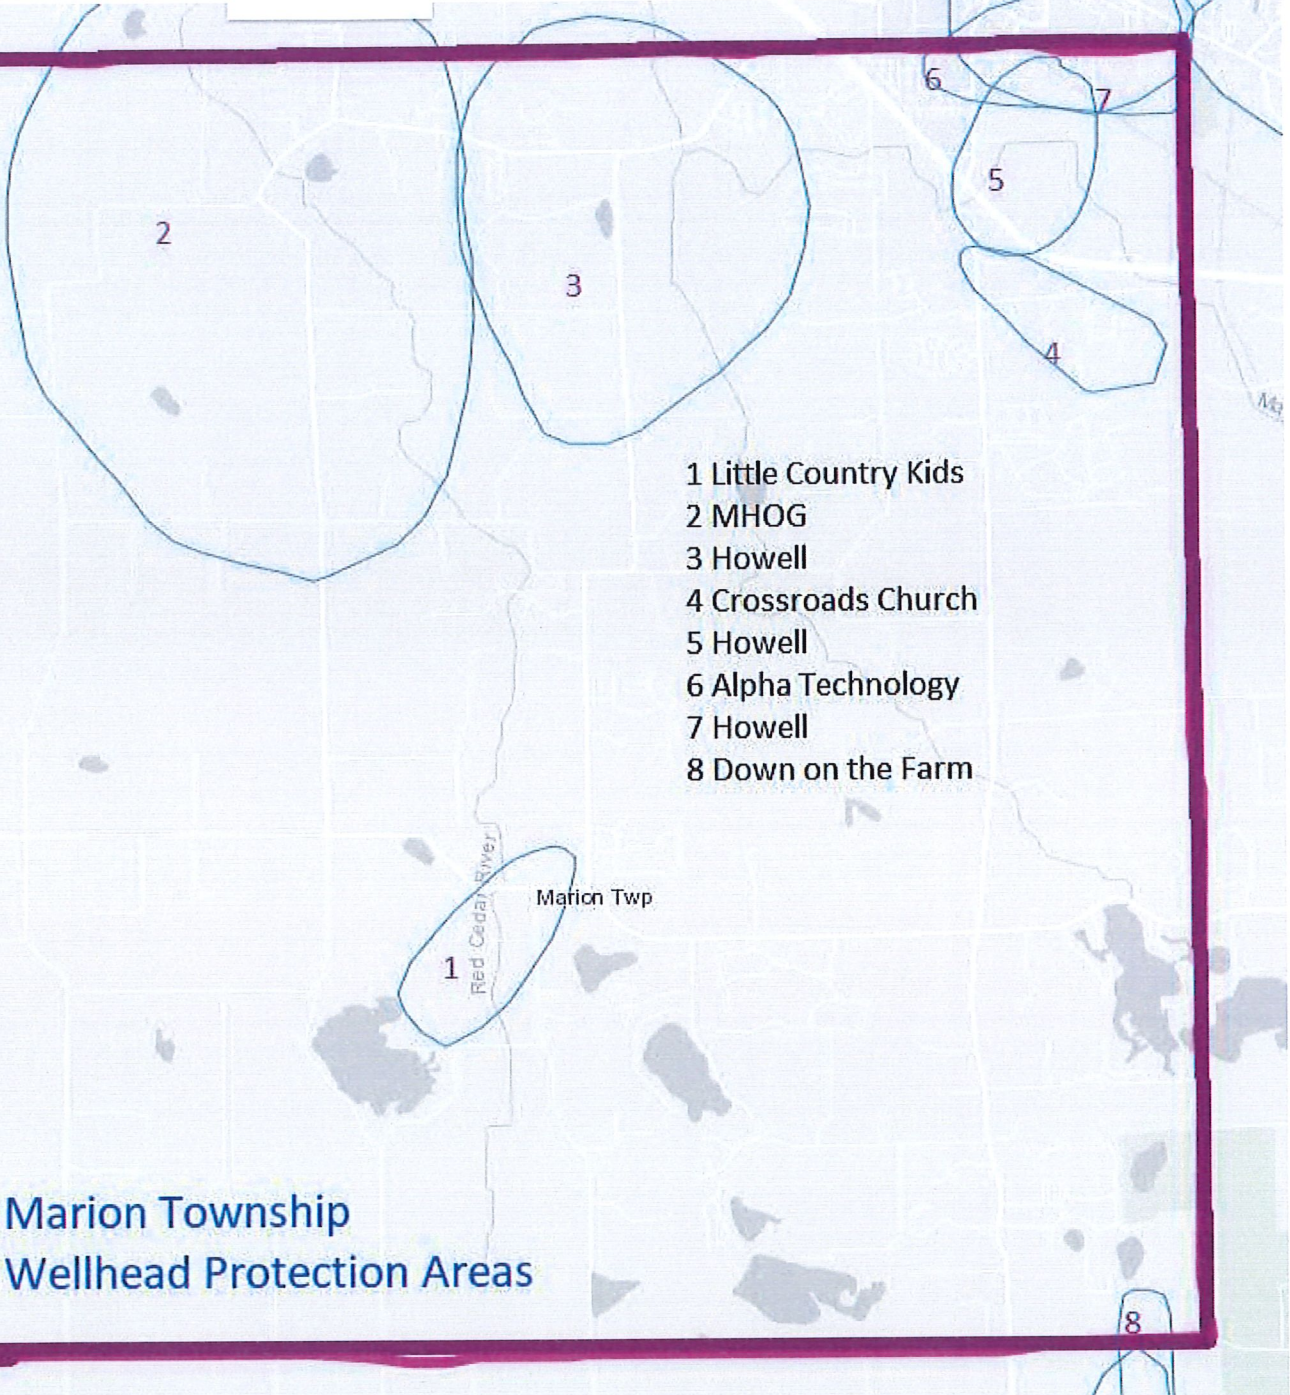 6
7
5
2
3
4
Ma
1 Little Country Kids
2 MHOG
3 Howell
4 Crossroads Church
5 Howell
6 Alpha Technology
7 Howell
8 Down on the Farm
Red Cedar River
Marion Twp
1
Marion Township
Wellhead Protection Areas
8